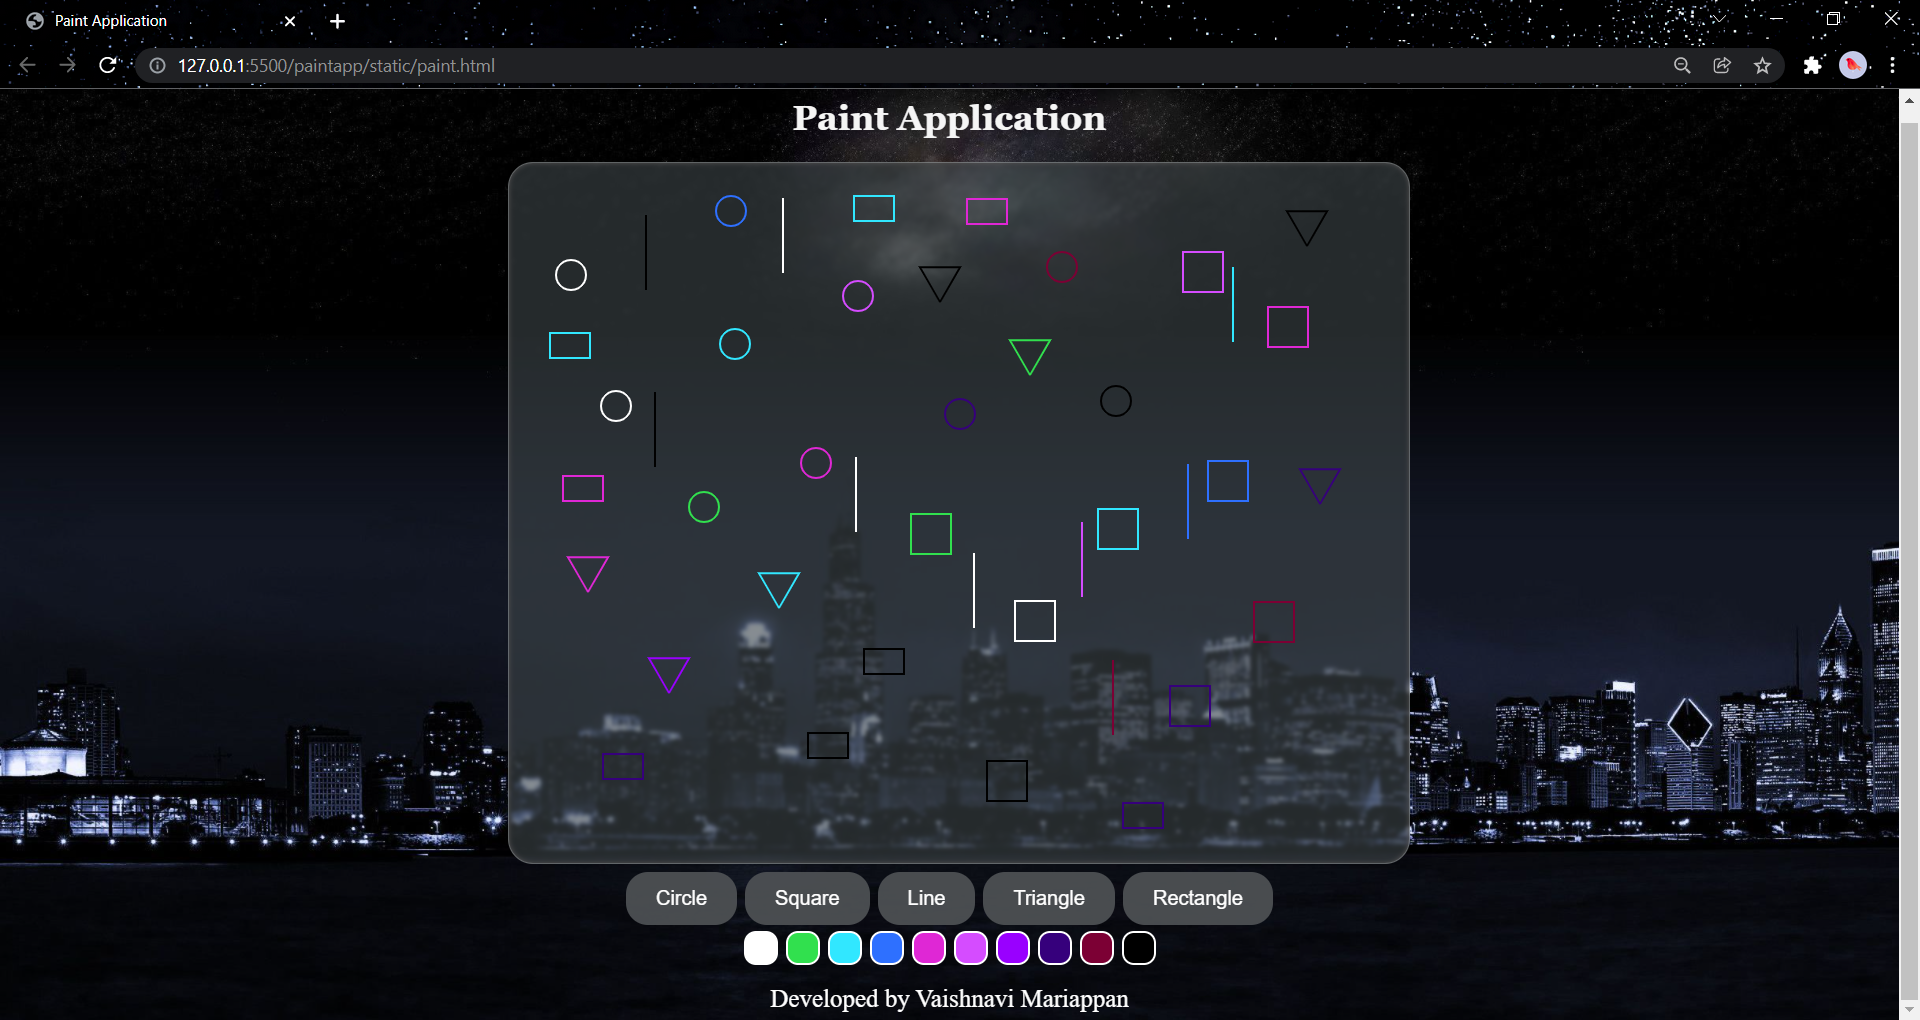 Paint Application
127.0.0.1:5500/paintapp/static/paint.html
Paint Application
Circle
Square
Line
Triangle
Rectangle
Developed by Vaishnavi Mariappan